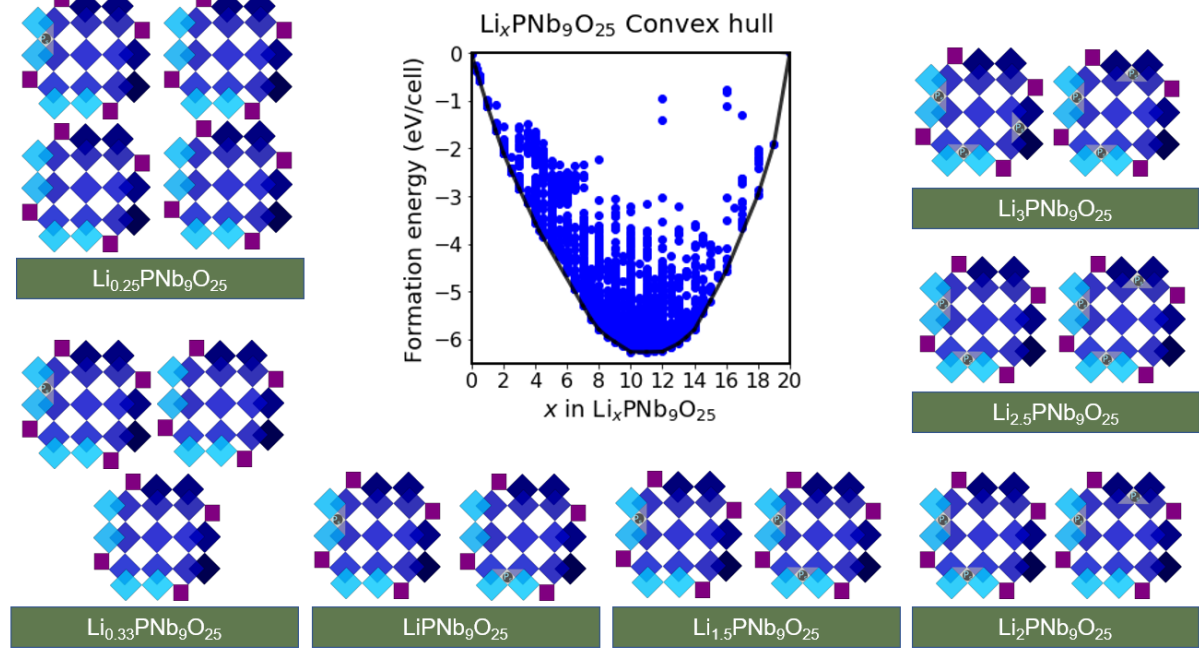 Li₀.₂₅PNb₉O₂₅
Li₀.₃₃PNb₉O₂₅
LiₓPNb₉O₂₅ Convex hull
Formation energy (eV/cell)
0
−1
−2
−3
−4
−5
−6
0 2 4 6 8 10 12 14 16 18 20
x in LiₓPNb₉O₂₅
LiPNb₉O₂₅
Li₁.₅PNb₉O₂₅
Li₃PNb₉O₂₅
Li₂.₅PNb₉O₂₅
Li₂PNb₉O₂₅